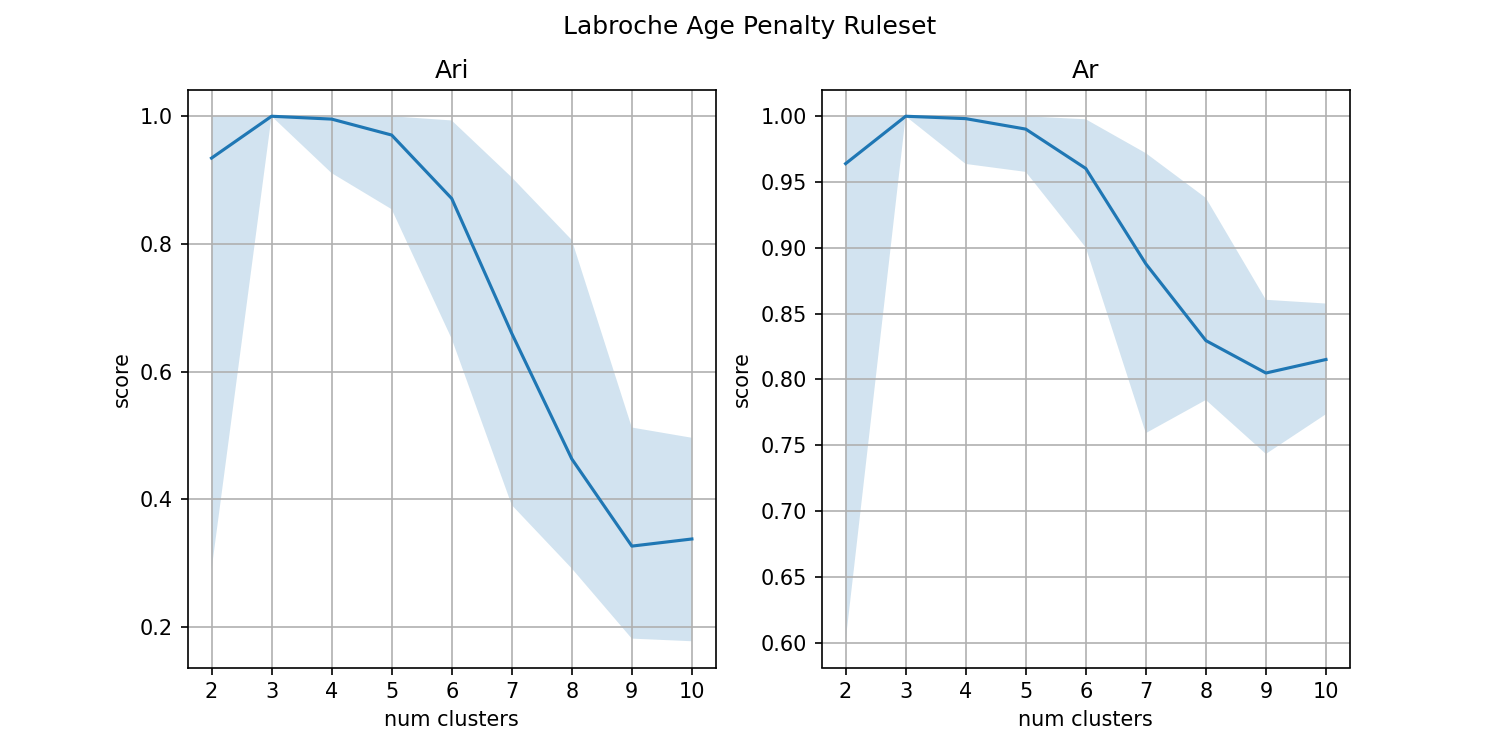 Labroche Age Penalty Ruleset
Ari
1.0
0.8
0.6
0.4
0.2
score
2 3 4 5 6 7 8 9 10
num clusters
Ar
1.00
0.95
0.90
0.85
0.80
0.75
0.70
0.65
0.60
score
2 3 4 5 6 7 8 9 10
num clusters